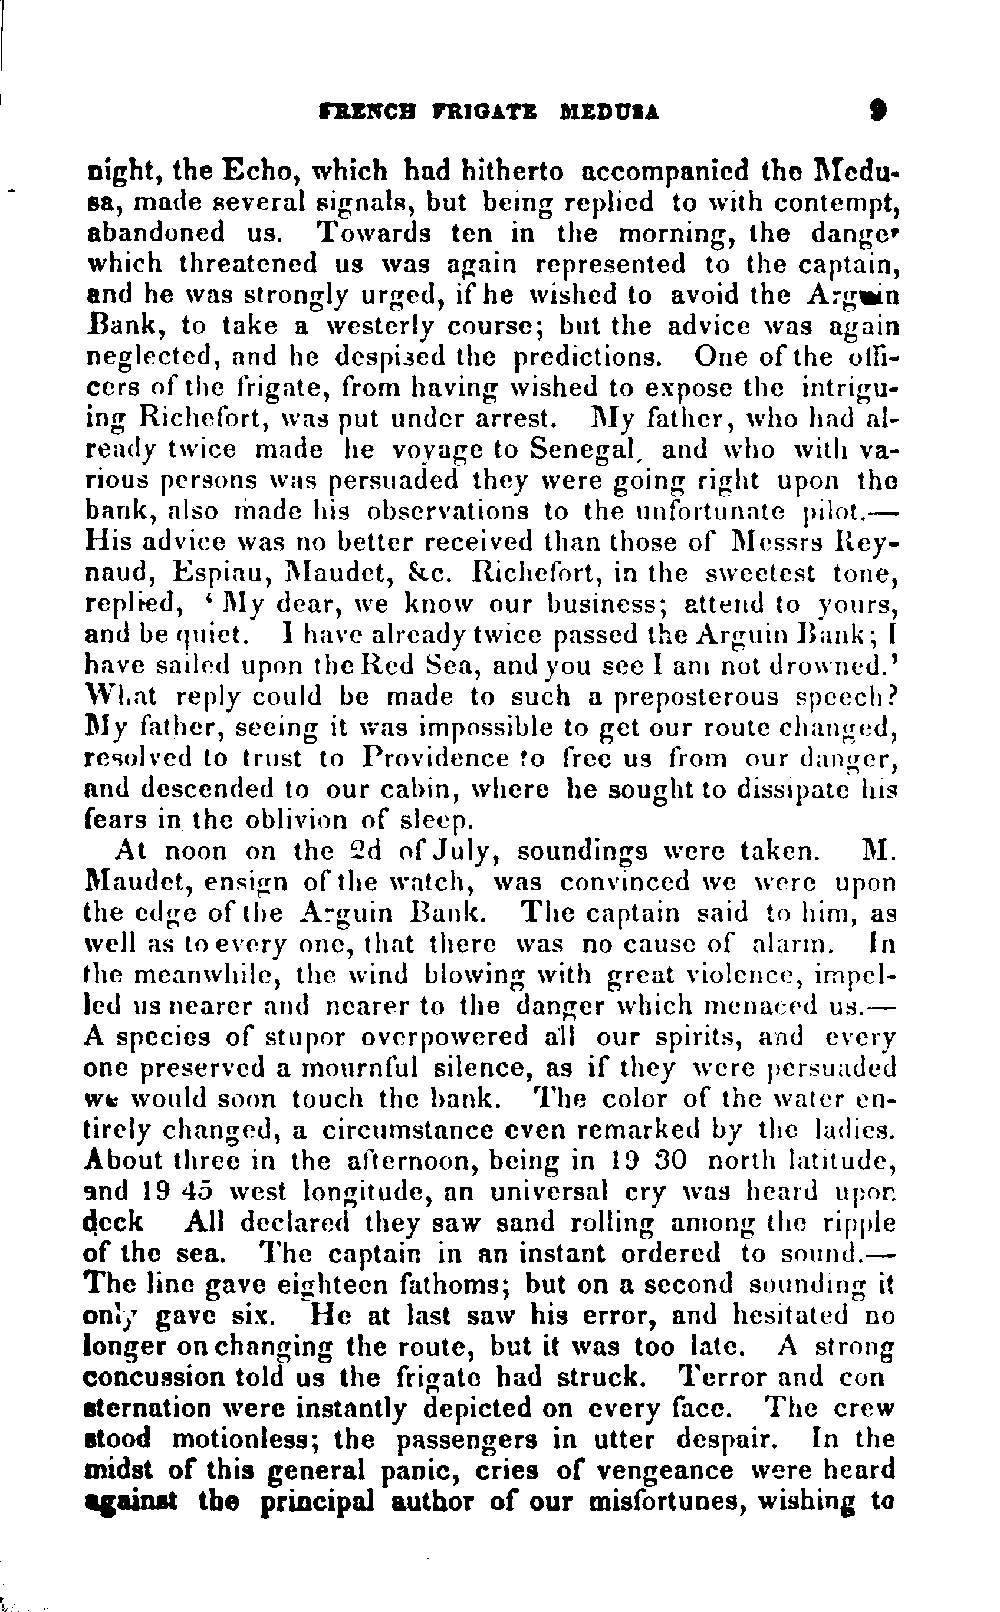 FRENCH FRIGATE MEDUSA 9
night, the Echo, which had hitherto accompanied the Medu-
sa, made several signals, but being replied to with contempt,
abandoned us. Towards ten in the morning, the danger
which threatened us was again represented to the captain,
and he was strongly urged, if he wished to avoid the Arguin
Bank, to take a westerly course; but the advice was again
neglected, and he despised the predictions. One of the offi-
cers of the frigate, from having wished to expose the intrigu-
ing Richefort, was put under arrest. My father, who had al-
ready twice made he voyage to Senegal, and who with va-
rious persons was persuaded they were going right upon the
bank, also made his observations to the unfortunate pilot.—
His advice was no better received than those of Messrs Rey-
naud, Espiau, Maudet, &c. Richefort, in the sweetest tone,
replied, ‘ My dear, we know our business; attend to yours,
and be quiet. I have already twice passed the Arguin Bank; I
have sailed upon the Red Sea, and you see I am not drowned.’
What reply could be made to such a preposterous speech?
My father, seeing it was impossible to get our route changed,
resolved to trust to Providence to free us from our danger,
and descended to our cabin, where he sought to dissipate his
fears in the oblivion of sleep.
At noon on the 2d of July, soundings were taken. M.
Maudet, ensign of the watch, was convinced we were upon
the edge of the Arguin Bank. The captain said to him, as
well as to every one, that there was no cause of alarm. In
the meanwhile, the wind blowing with great violence, impel-
led us nearer and nearer to the danger which menaced us.—
A species of stupor overpowered all our spirits, and every
one preserved a mournful silence, as if they were persuaded
we would soon touch the bank. The color of the water en-
tirely changed, a circumstance even remarked by the ladies.
About three in the afternoon, being in 19 30 north latitude,
and 19 45 west longitude, an universal cry was heard upon
deck All declared they saw sand rolling among the ripple
of the sea. The captain in an instant ordered to sound.—
The line gave eighteen fathoms; but on a second sounding it
only gave six. He at last saw his error, and hesitated no
longer on changing the route, but it was too late. A strong
concussion told us the frigate had struck. Terror and con
sternation were instantly depicted on every face. The crew
stood motionless; the passengers in utter despair. In the
midst of this general panic, cries of vengeance were heard
against the principal author of our misfortunes, wishing to